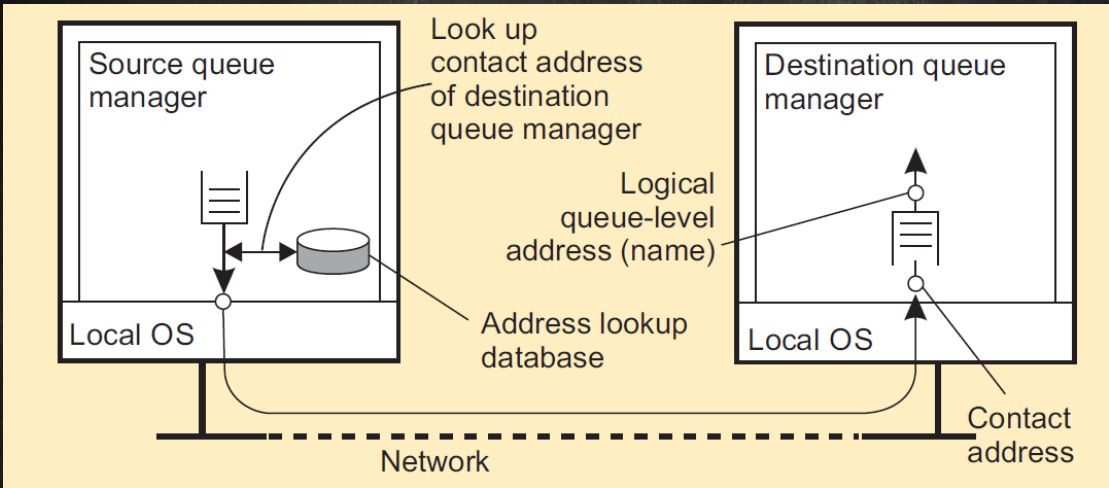 Source queue
manager
Look up
contact address
of destination
queue manager
Destination queue
manager
Logical
queue-level
address (name)
Address lookup
database
Local OS
Local OS
Contact
address
Network